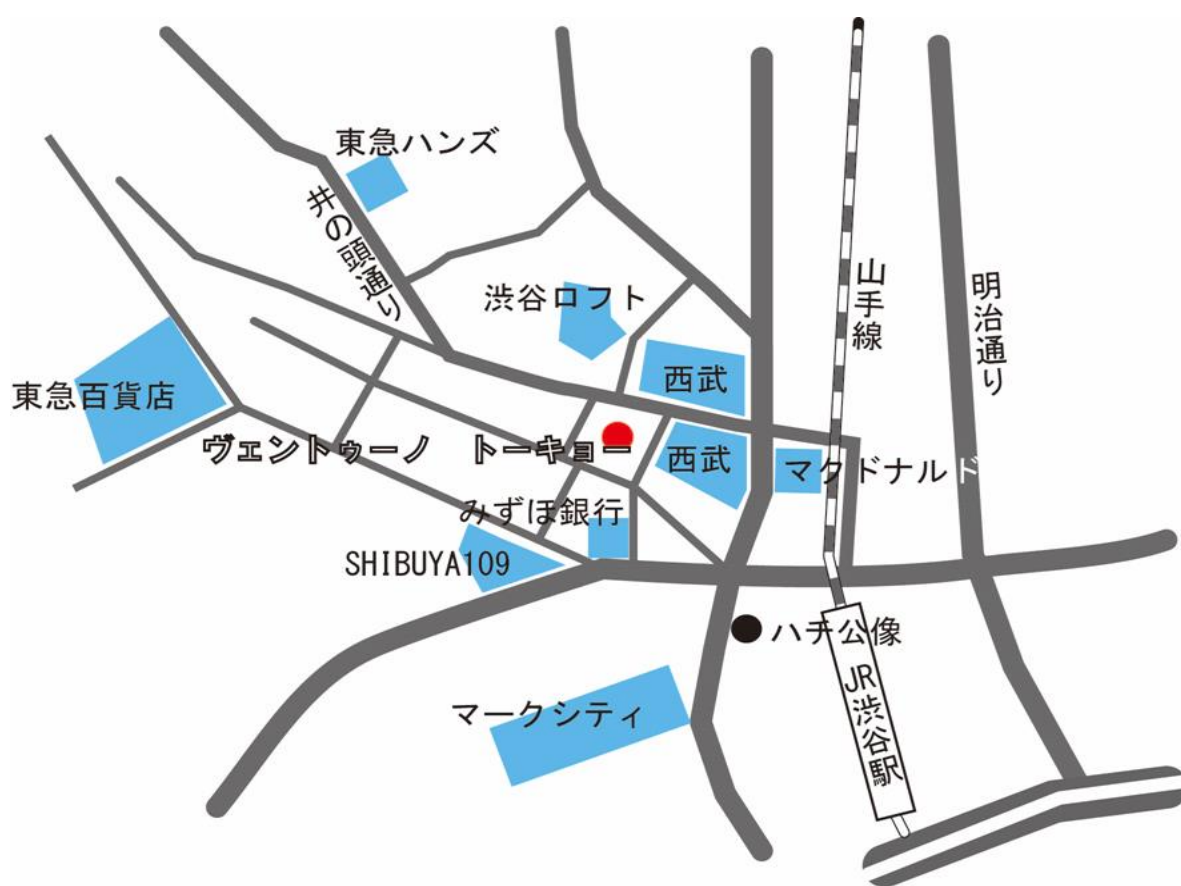 東急ハンズ
井の頭通り
山手線
明治通り
渋谷ロフト
西武
東急百貨店
ヴェントゥーノ トーキョー
西武
マクドナルド
みずほ銀行
SHIBUYA109
ハチ公像
マークシティ
JR渋谷駅